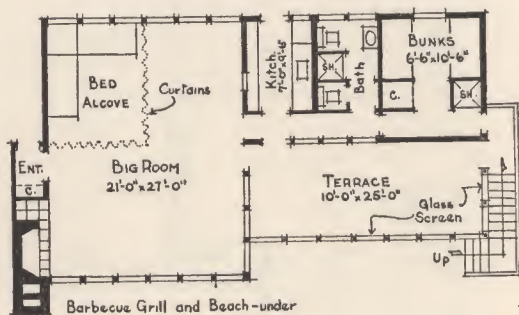 BED
ALCOVE
Curtains
Kitch.
7'-0"x9'-6"
SH.
Bath
BUNKS
6'-6"x10'-6"
C.
SH.
ENT.
C.
BIG ROOM
21'-0"x27'-0"
TERRACE
10'-0"x25'-0"
Glass
Screen
Up
Barbecue Grill and Beach-under